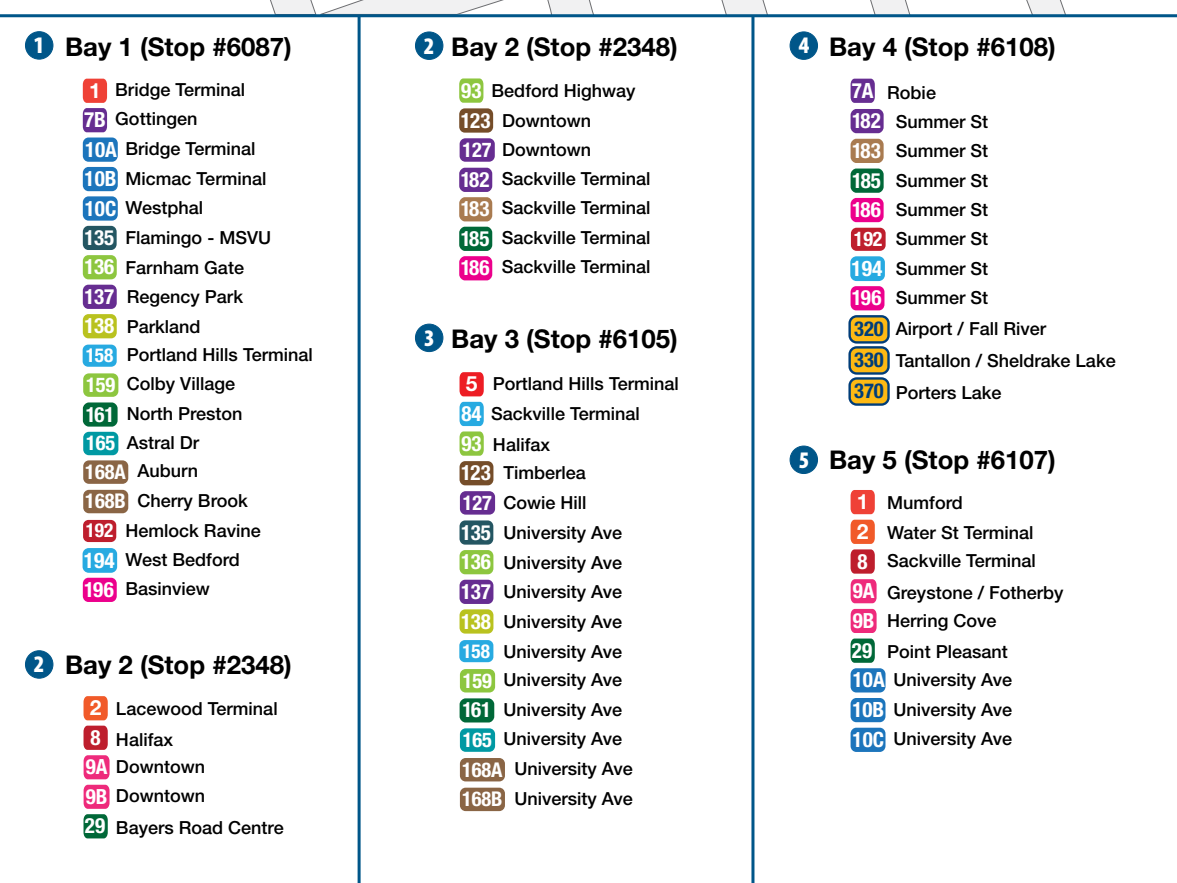 1 Bay 1 (Stop #6087)
1 Bridge Terminal
7B Gottingen
10A Bridge Terminal
10B Micmac Terminal
10C Westphal
135 Flamingo - MSVU
136 Farnham Gate
137 Regency Park
138 Parkland
158 Portland Hills Terminal
159 Colby Village
161 North Preston
165 Astral Dr
168A Auburn
168B Cherry Brook
192 Hemlock Ravine
194 West Bedford
196 Basinview
2 Bay 2 (Stop #2348)
2 Lacewood Terminal
8 Halifax
9A Downtown
9B Downtown
29 Bayers Road Centre
2 Bay 2 (Stop #2348)
93 Bedford Highway
123 Downtown
127 Downtown
182 Sackville Terminal
183 Sackville Terminal
185 Sackville Terminal
186 Sackville Terminal
3 Bay 3 (Stop #6105)
5 Portland Hills Terminal
84 Sackville Terminal
93 Halifax
123 Timberlea
127 Cowie Hill
135 University Ave
136 University Ave
137 University Ave
138 University Ave
158 University Ave
159 University Ave
161 University Ave
165 University Ave
168A University Ave
168B University Ave
4 Bay 4 (Stop #6108)
7A Robie
182 Summer St
183 Summer St
185 Summer St
186 Summer St
192 Summer St
194 Summer St
196 Summer St
320 Airport / Fall River
330 Tantallon / Sheldrake Lake
370 Porters Lake
5 Bay 5 (Stop #6107)
1 Mumford
2 Water St Terminal
8 Sackville Terminal
9A Greystone / Fotherby
9B Herring Cove
29 Point Pleasant
10A University Ave
10B University Ave
10C University Ave